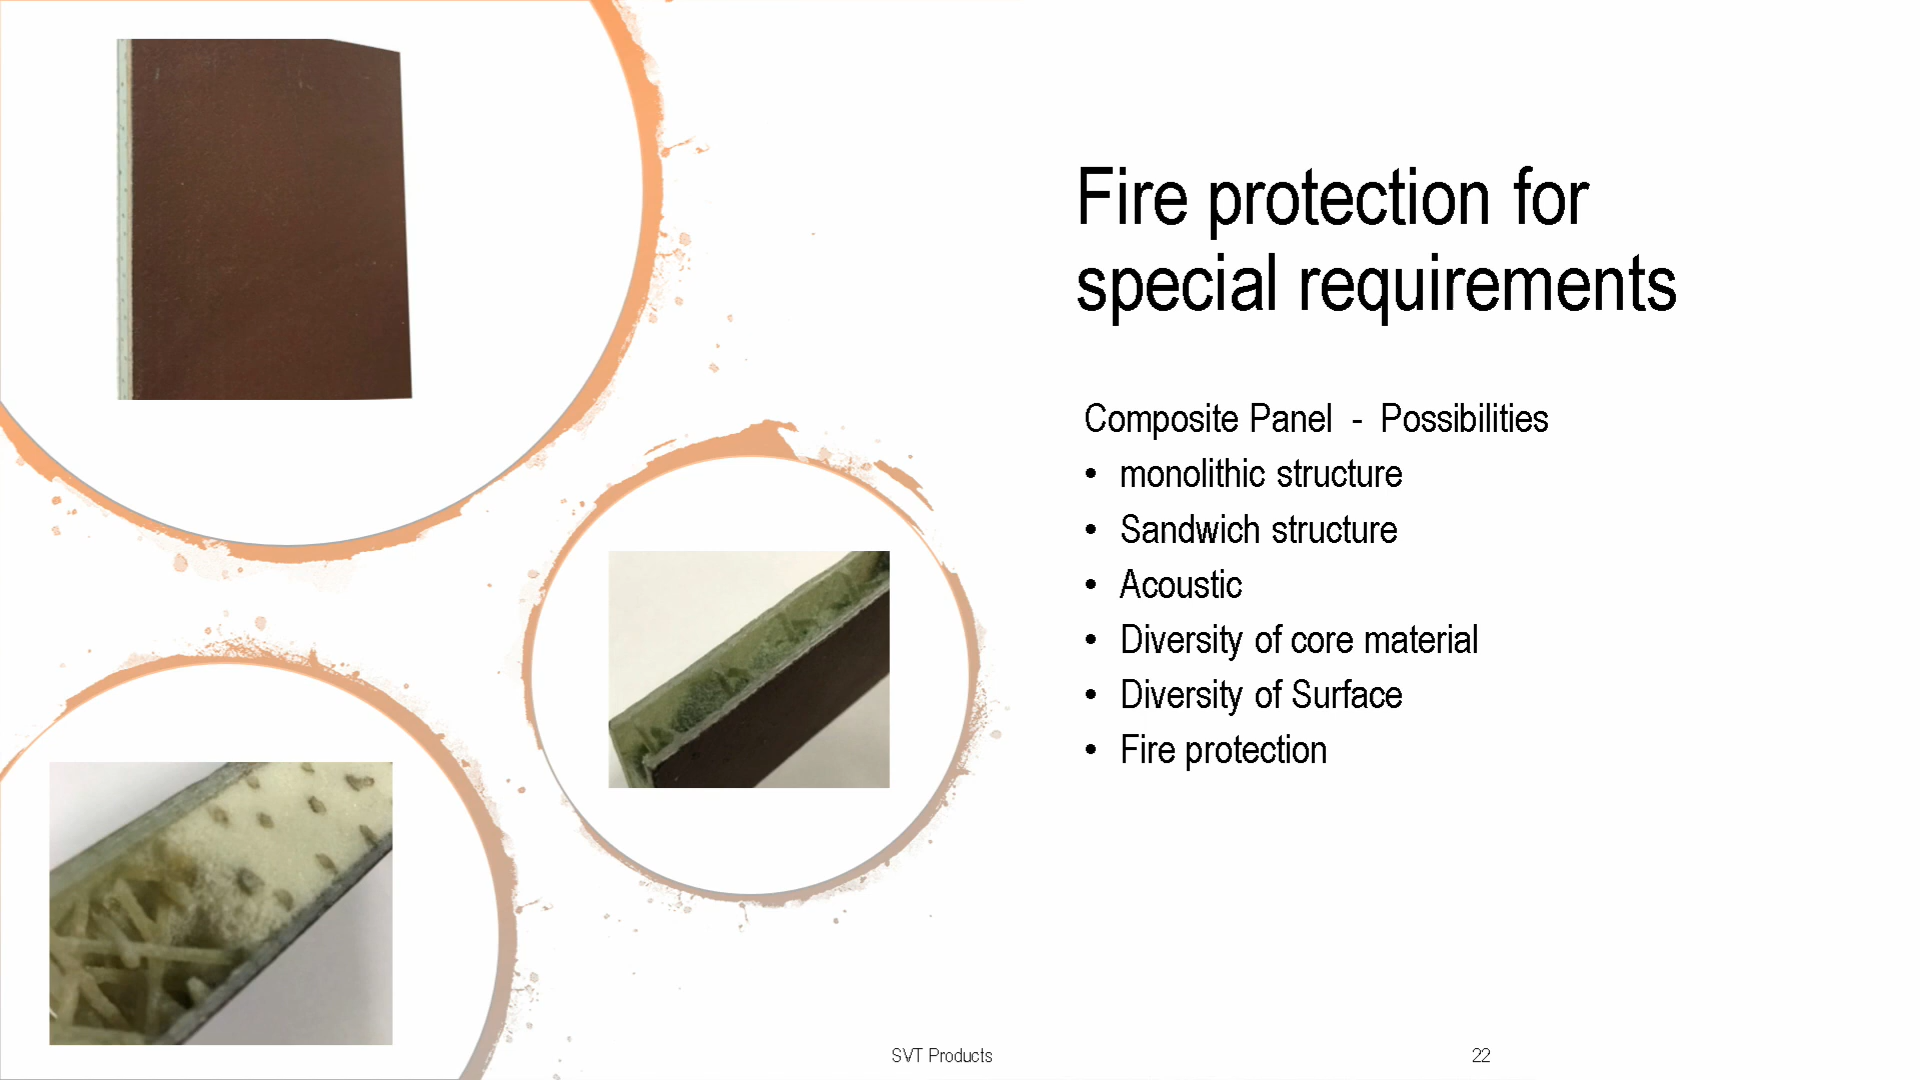 Fire protection for
special requirements
Composite Panel - Possibilities
• monolithic structure
• Sandwich structure
• Acoustic
• Diversity of core material
• Diversity of Surface
• Fire protection
SVT Products
22